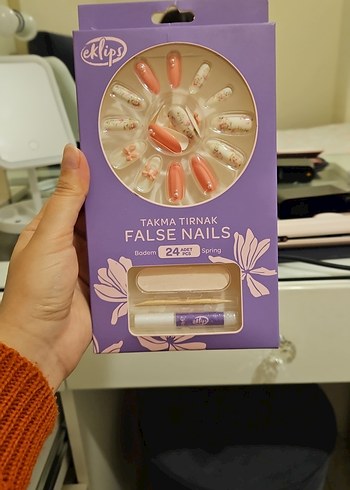 eklips
TAKMA TIRNAK
FALSE NAILS
Bodem 24 ADET PCS Spring
eklips